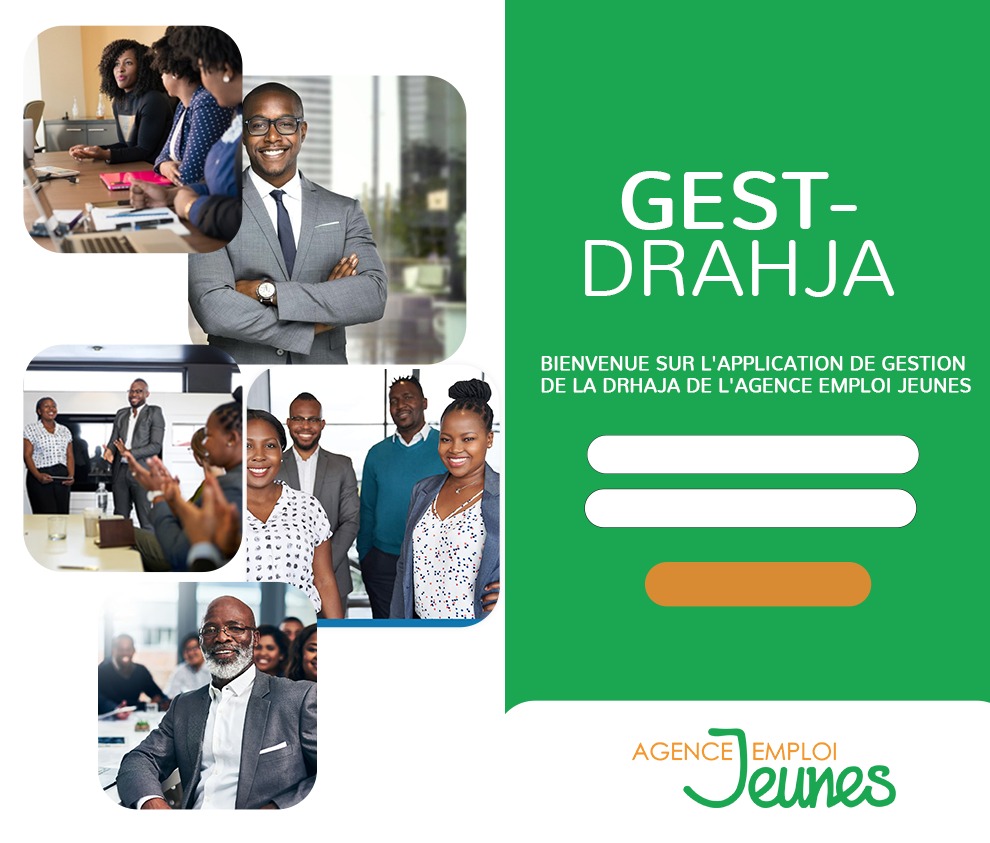 GEST-
DRAHJA
BIENVENUE SUR L'APPLICATION DE GESTION
DE LA DRHAJA DE L'AGENCE EMPLOI JEUNES
AGENCE EMPLOI
Jeunes